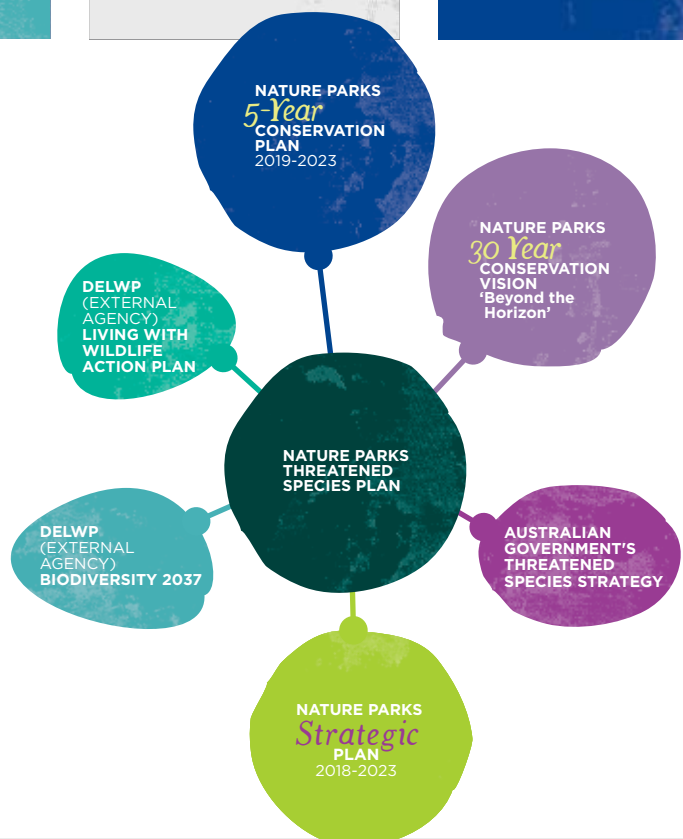 NATURE PARKS
5-Year
CONSERVATION
PLAN
2019-2023
NATURE PARKS
30 Year
CONSERVATION
VISION
‘Beyond the
Horizon’
DELWP
(EXTERNAL
AGENCY)
LIVING WITH
WILDLIFE
ACTION PLAN
NATURE PARKS
THREATENED
SPECIES PLAN
DELWP
(EXTERNAL
AGENCY)
BIODIVERSITY 2037
AUSTRALIAN
GOVERNMENT'S
THREATENED
SPECIES STRATEGY
NATURE PARKS
Strategic
PLAN
2018-2023